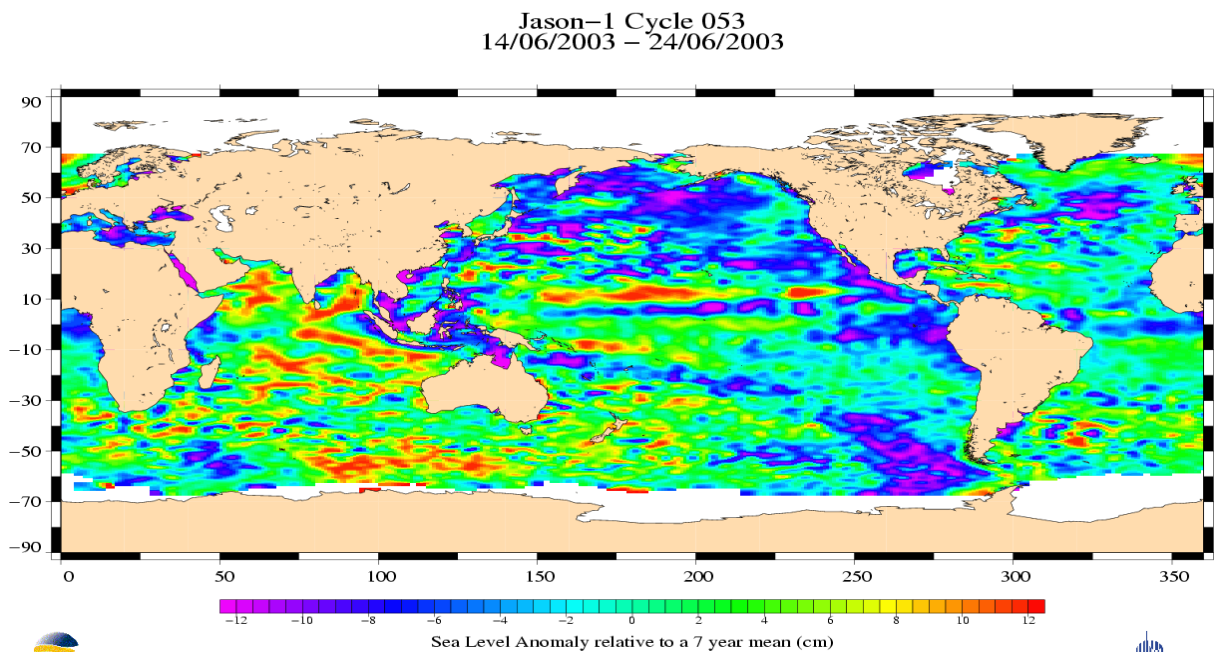 Jason−1 Cycle 053
14/06/2003 − 24/06/2003
90
70
50
30
10
−10
−30
−50
−70
−90
0 50 100 150 200 250 300 350
−12 −10 −8 −6 −4 −2 0 2 4 6 8 10 12
Sea Level Anomaly relative to a 7 year mean (cm)